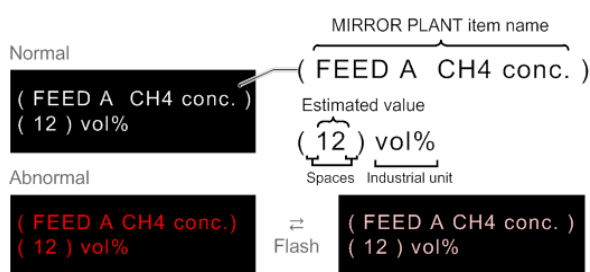 MIRROR PLANT item name
Normal
( FEED A  CH4 conc. )
( 12 ) vol%
( FEED A  CH4 conc. )
Estimated value
( 12 ) vol%
Spaces Industrial unit
Abnormal
( FEED A CH4 conc.)
( 12 ) vol%
⇄
Flash
( FEED A CH4 conc. )
( 12 ) vol%